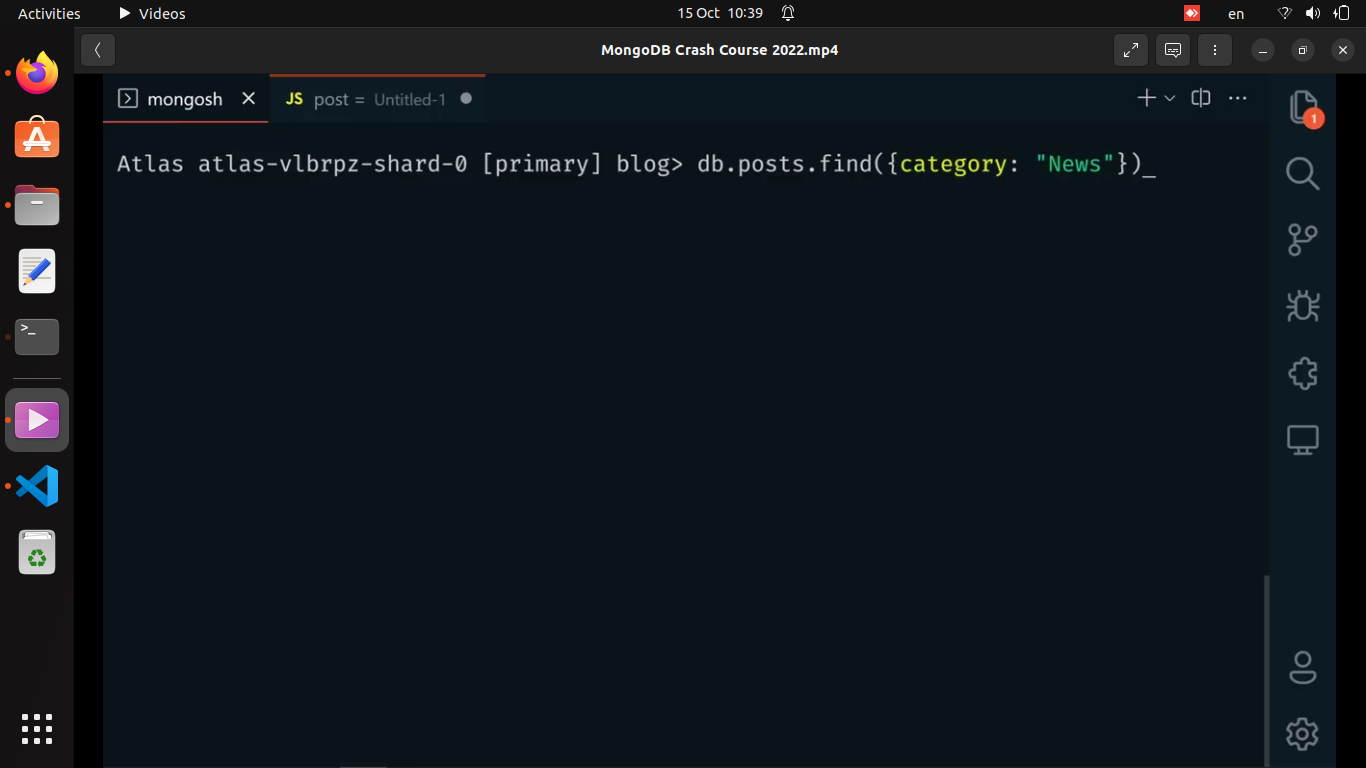 Activities Videos 15 Oct 10:39 en
MongoDB Crash Course 2022.mp4
mongosh JS post = Untitled-1
1
Atlas atlas-vlbrpz-shard-0 [primary] blog> db.posts.find({category: "News"})_
>_